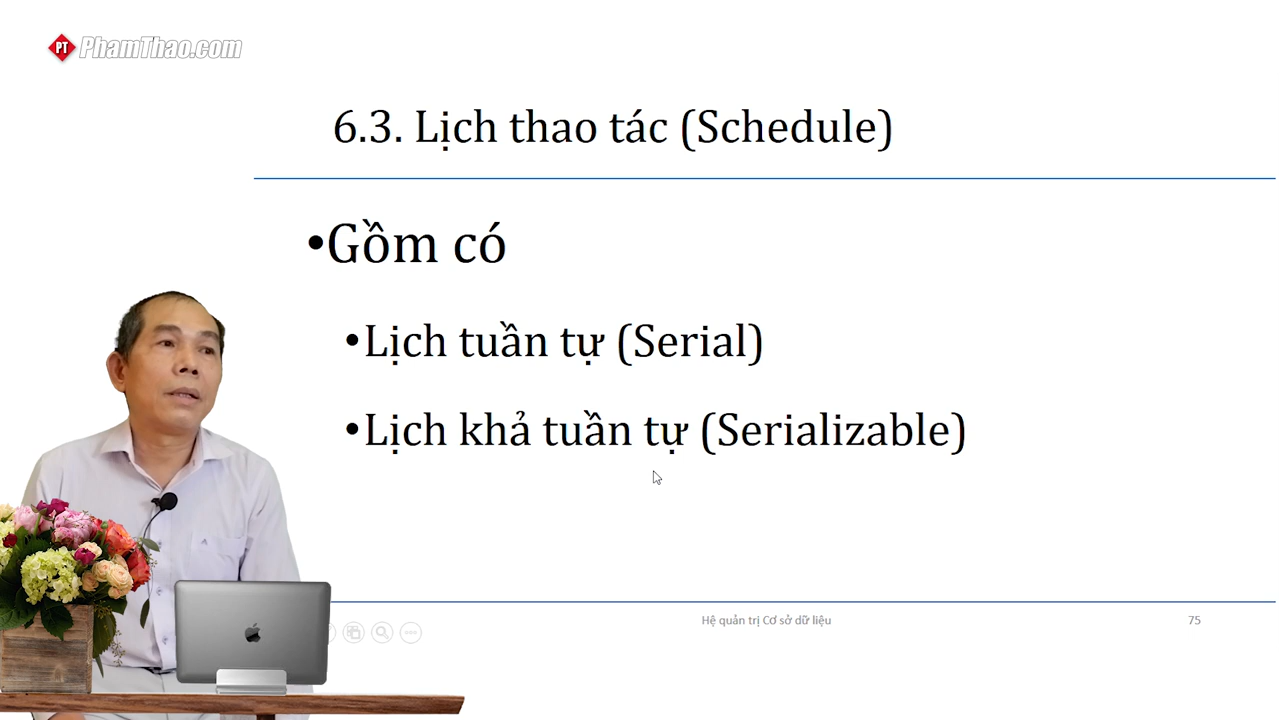 PT PhamThao.com
6.3. Lịch thao tác (Schedule)
•Gồm có
•Lịch tuần tự (Serial)
•Lịch khả tuần tự (Serializable)
Hệ quản trị Cơ sở dữ liệu
75